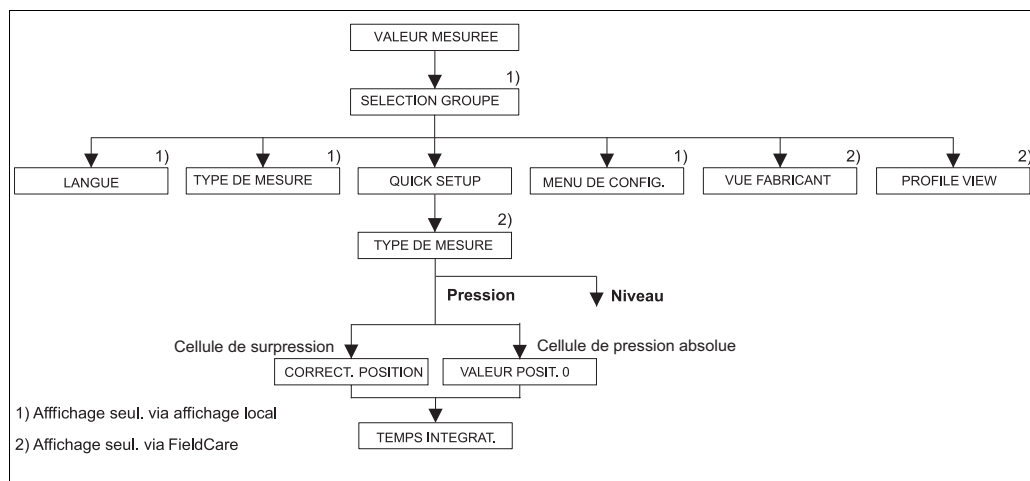 VALEUR MESUREE
1)
SELECTION GROUPE
1)
1)
1)
2)
2)
LANGUE
TYPE DE MESURE
QUICK SETUP
MENU DE CONFIG.
VUE FABRICANT
PROFILE VIEW
2)
TYPE DE MESURE
Pression
Niveau
Cellule de surpression
Cellule de pression absolue
CORRECT. POSITION
VALEUR POSIT. 0
1) Afffichage seul. via affichage local
TEMPS INTEGRAT.
2) Affichage seul. via FieldCare